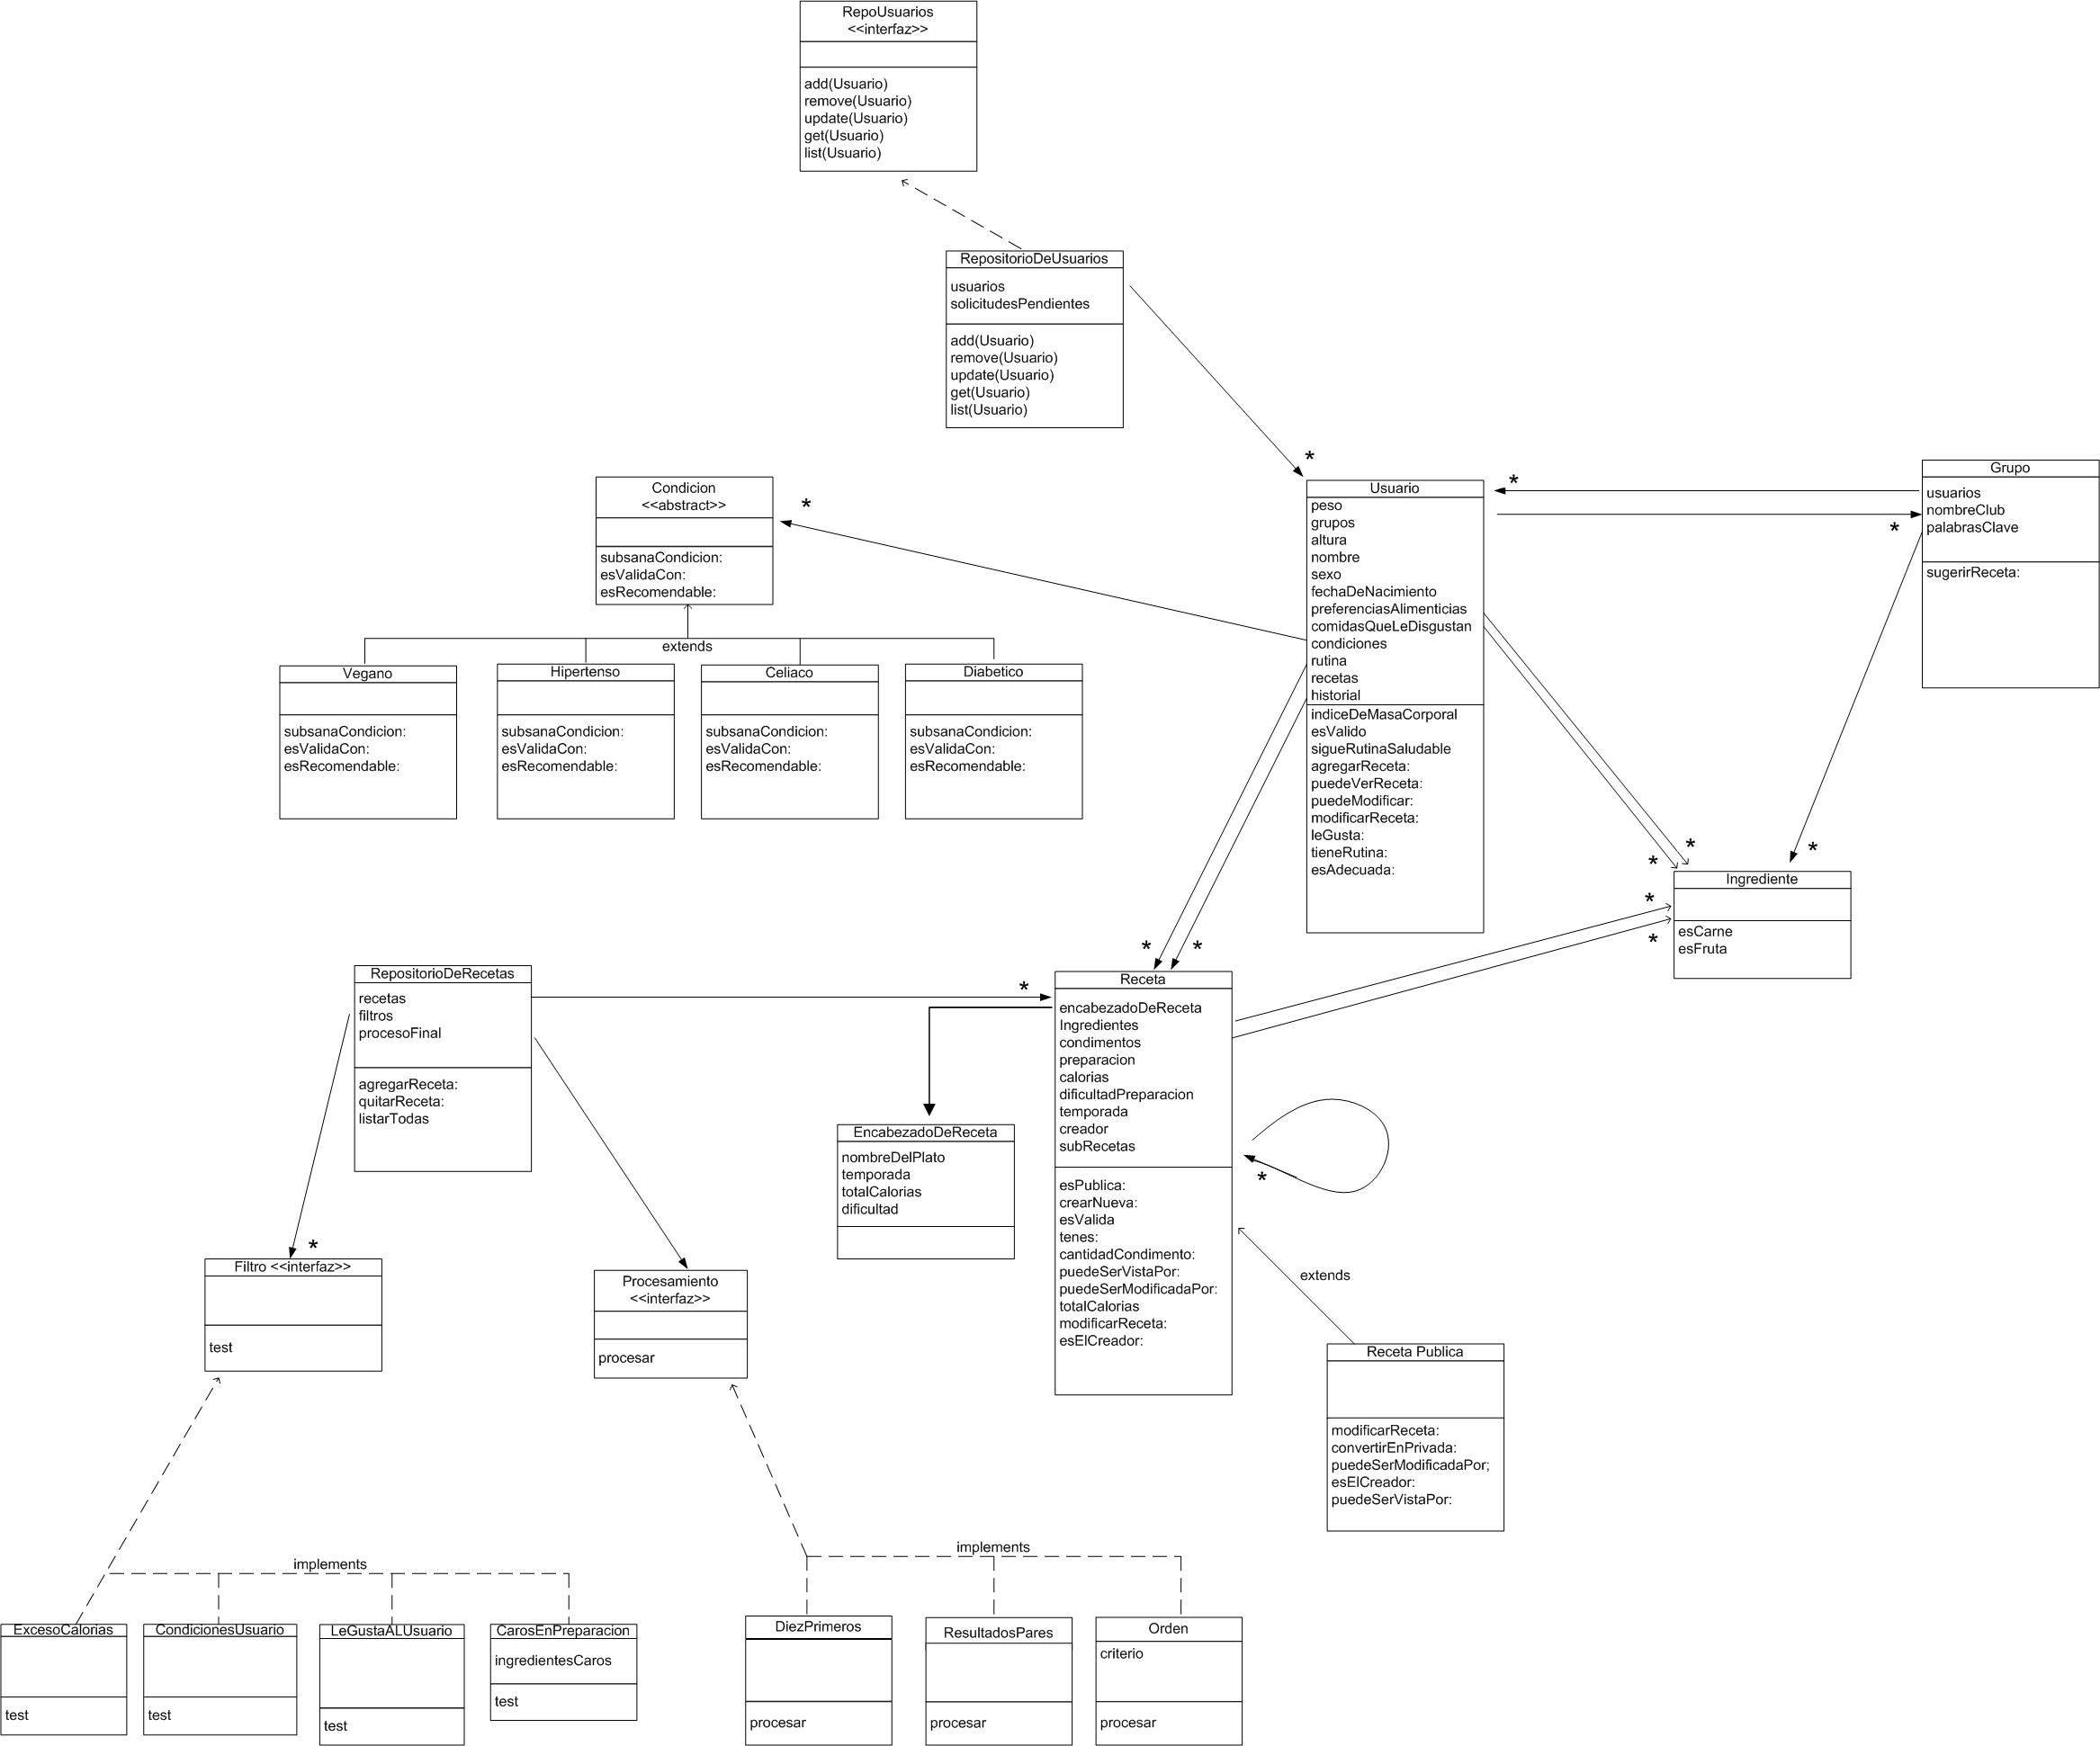 RepoUsuarios
<<interfaz>>
add(Usuario)
remove(Usuario)
update(Usuario)
get(Usuario)
list(Usuario)
RepositorioDeUsuarios
usuarios
solicitudesPendientes
add(Usuario)
remove(Usuario)
update(Usuario)
get(Usuario)
list(Usuario)
*
Condicion
<<abstract>>
subsanaCondicion:
esValidaCon:
esRecomendable:
*
extends
Vegano
subsanaCondicion:
esValidaCon:
esRecomendable:
Hipertenso
subsanaCondicion:
esValidaCon:
esRecomendable:
Celiaco
subsanaCondicion:
esValidaCon:
esRecomendable:
Diabetico
subsanaCondicion:
esValidaCon:
esRecomendable:
Usuario
peso
grupos
altura
nombre
sexo
fechaDeNacimiento
preferenciasAlimenticias
comidasQueLeDisgustan
condiciones
rutina
recetas
historial
indiceDeMasaCorporal
esValido
sigueRutinaSaludable
agregarReceta:
puedeVerReceta:
puedeModificar:
modificarReceta:
leGusta:
tieneRutina:
esAdecuada:
*
*
Grupo
usuarios
nombreClub
palabrasClave
sugerirReceta:
*
*
*
Ingrediente
esCarne
esFruta
*
*
*
*
RepositorioDeRecetas
recetas
filtros
procesoFinal
agregarReceta:
quitarReceta:
listarTodas
*
Receta
encabezadoDeReceta
Ingredientes
condimentos
preparacion
calorias
dificultadPreparacion
temporada
creador
subRecetas
esPublica:
crearNueva:
esValida
tenes:
cantidadCondimento:
puedeSerVistaPor:
puedeSerModificadaPor:
totalCalorias
modificarReceta:
esElCreador:
*
EncabezadoDeReceta
nombreDelPlato
temporada
totalCalorias
dificultad
extends
Receta Publica
modificarReceta:
convertirEnPrivada:
puedeSerModificadaPor;
esElCreador:
puedeSerVistaPor:
*
Filtro <<interfaz>>
test
Procesamiento
<<interfaz>>
procesar
implements
ExcesoCalorias
test
CondicionesUsuario
test
LeGustaALUsuario
test
CarosEnPreparacion
ingredientesCaros
test
implements
DiezPrimeros
procesar
ResultadosPares
procesar
Orden
criterio
procesar